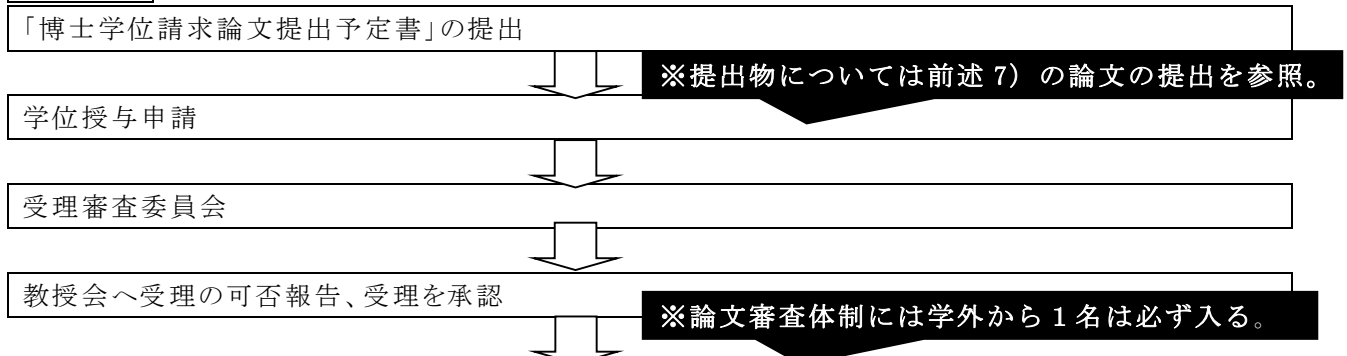 「博士学位請求論文提出予定書」の提出
※提出物については前述 7) の論文の提出を参照。
学位授与申請
受理審査委員会
教授会へ受理の可否報告、受理を承認
※論文審査体制には学外から1名は必ず入る。